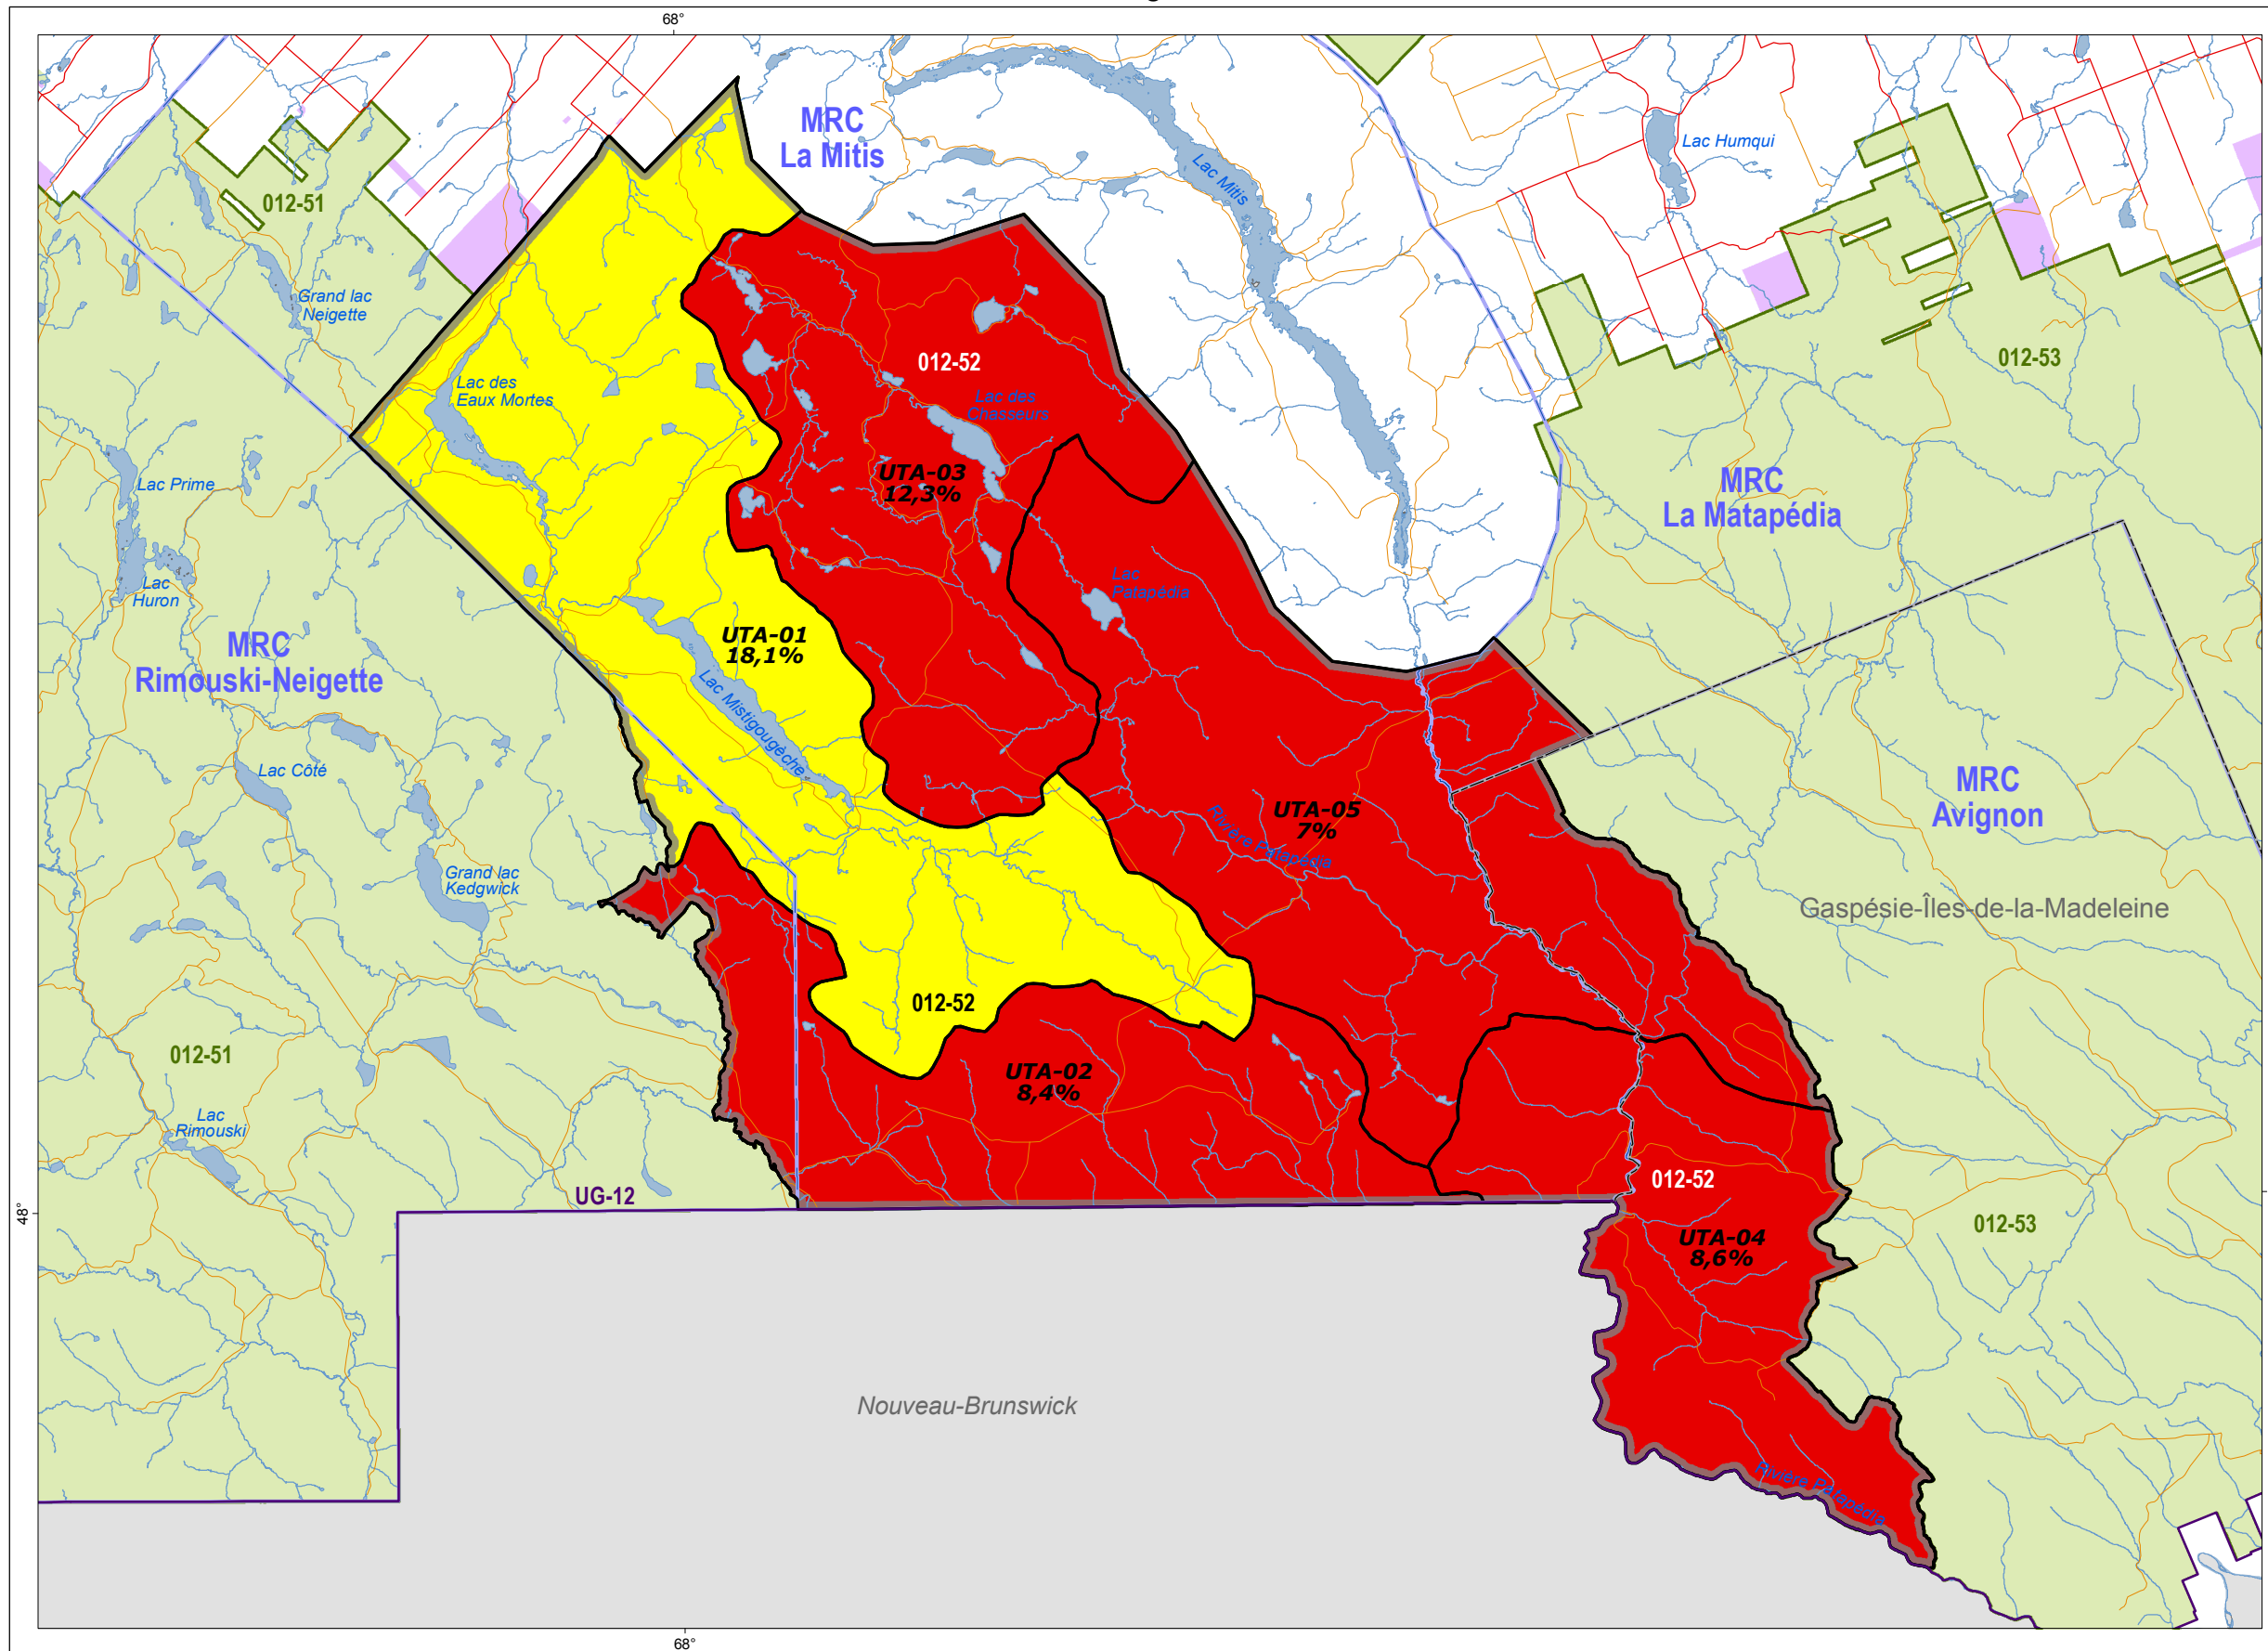 68°
MRC
La Mitis
Lac Humqui
Lac Mitis
012-51
Grand lac
Neigette
012-53
012-52
Lac des
Eaux Mortes
Lac des
Chasseurs
UTA-03
12,3%
Lac Prime
MRC
La Matapédia
Lac
Huron
Lac
Patapédia
UTA-01
18,1%
MRC
Rimouski-Neigette
Lac Mistigougèche
Lac Côté
MRC
Avignon
UTA-05
7%
Rivière Patapédia
Grand lac
Kedgwick
Gaspésie-Îles-de-la-Madeleine
012-52
012-51
UTA-02
8,4%
Lac
Rimouski
012-52
UG-12
48°
012-53
UTA-04
8,6%
Nouveau-Brunswick
Rivière Patapédia
68°